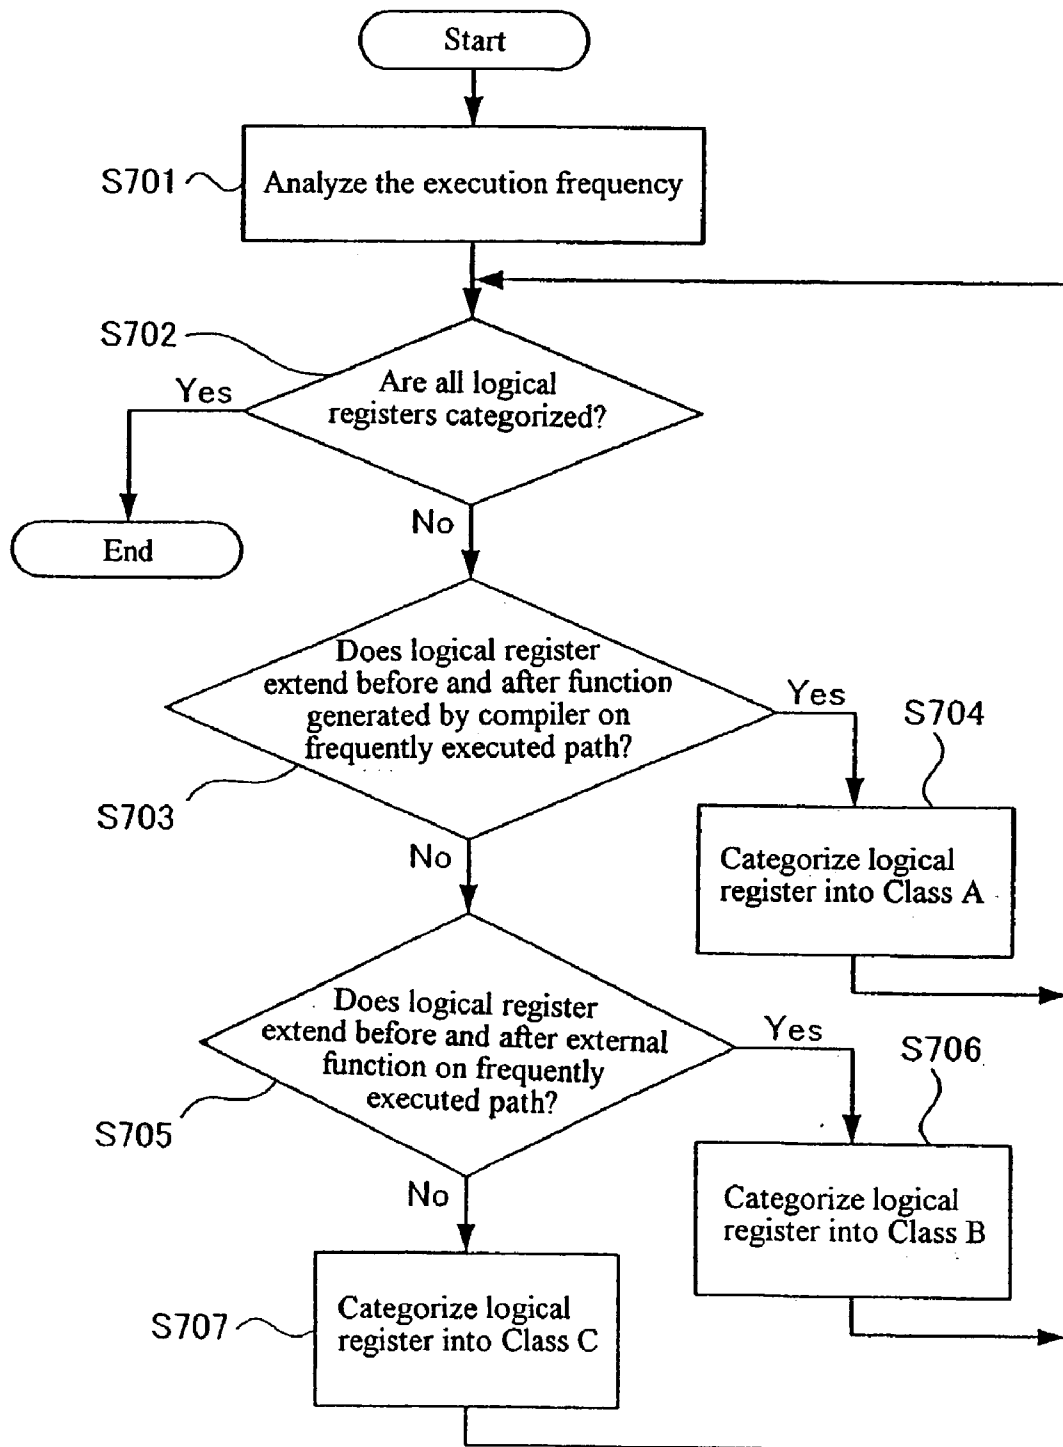 Start
S701
Analyze the execution frequency
S702
Yes
Are all logical
registers categorized?
No
End
Does logical register
extend before and after function
generated by compiler on
frequently executed path?
Yes
S704
S703
No
Categorize logical
register into Class A
Does logical register
extend before and after external
function on frequently
executed path?
Yes
S706
S705
No
Categorize logical
register into Class B
S707
Categorize logical
register into Class C